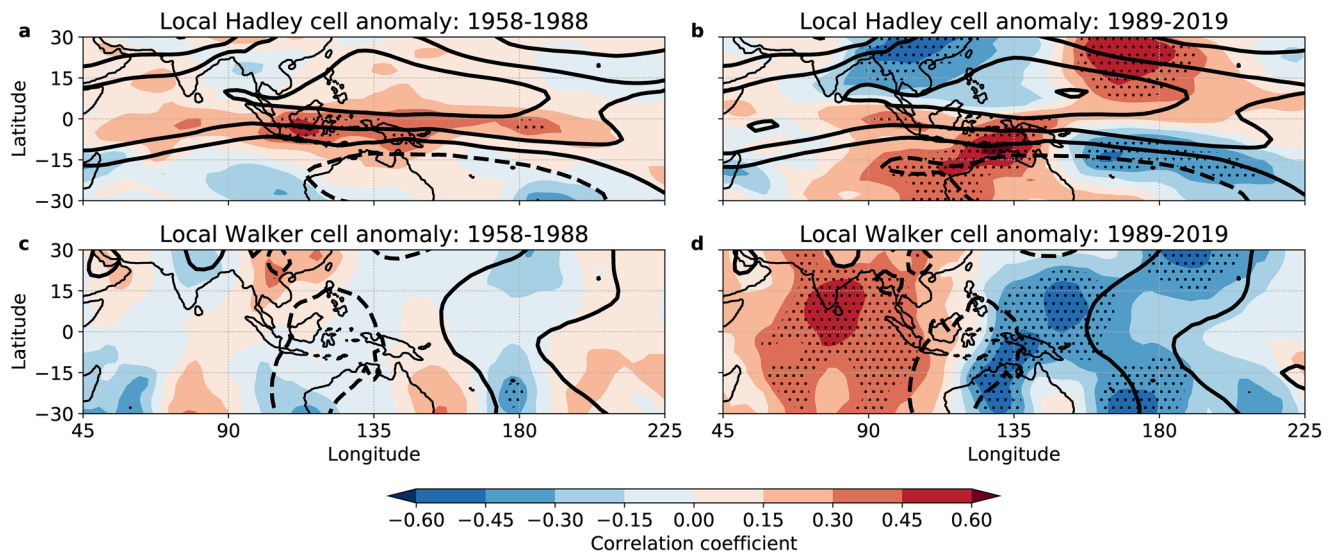 a Local Hadley cell anomaly: 1958-1988
b Local Hadley cell anomaly: 1989-2019
Latitude
30
15
0
−15
−30
c Local Walker cell anomaly: 1958-1988
d Local Walker cell anomaly: 1989-2019
Latitude
30
15
0
−15
−30
45 90 135 180 225
45 90 135 180 225
Longitude
Longitude
−0.60 −0.45 −0.30 −0.15 0.00 0.15 0.30 0.45 0.60
Correlation coefficient